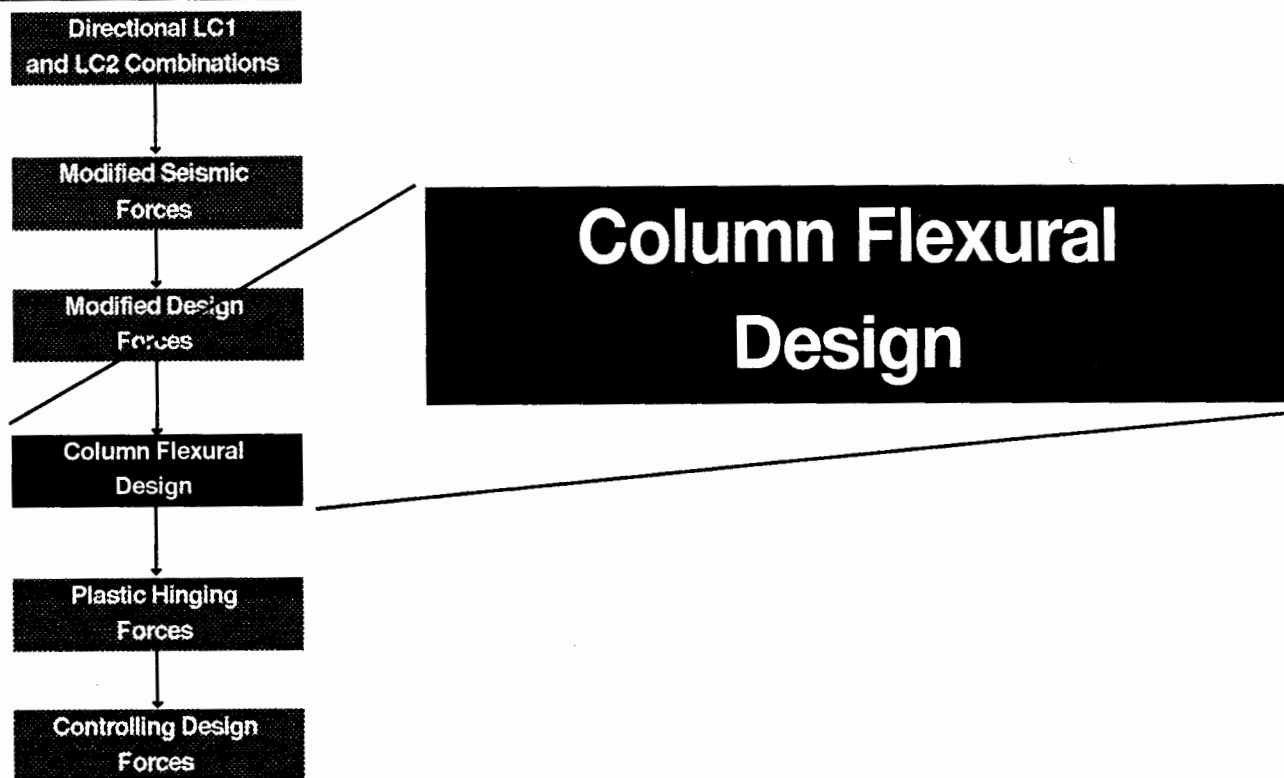 Directional LC1
and LC2 Combinations
Modified Seismic
Forces
Modified Design
Forces
Column Flexural
Design
Plastic Hinging
Forces
Controlling Design
Forces
Column Flexural
Design